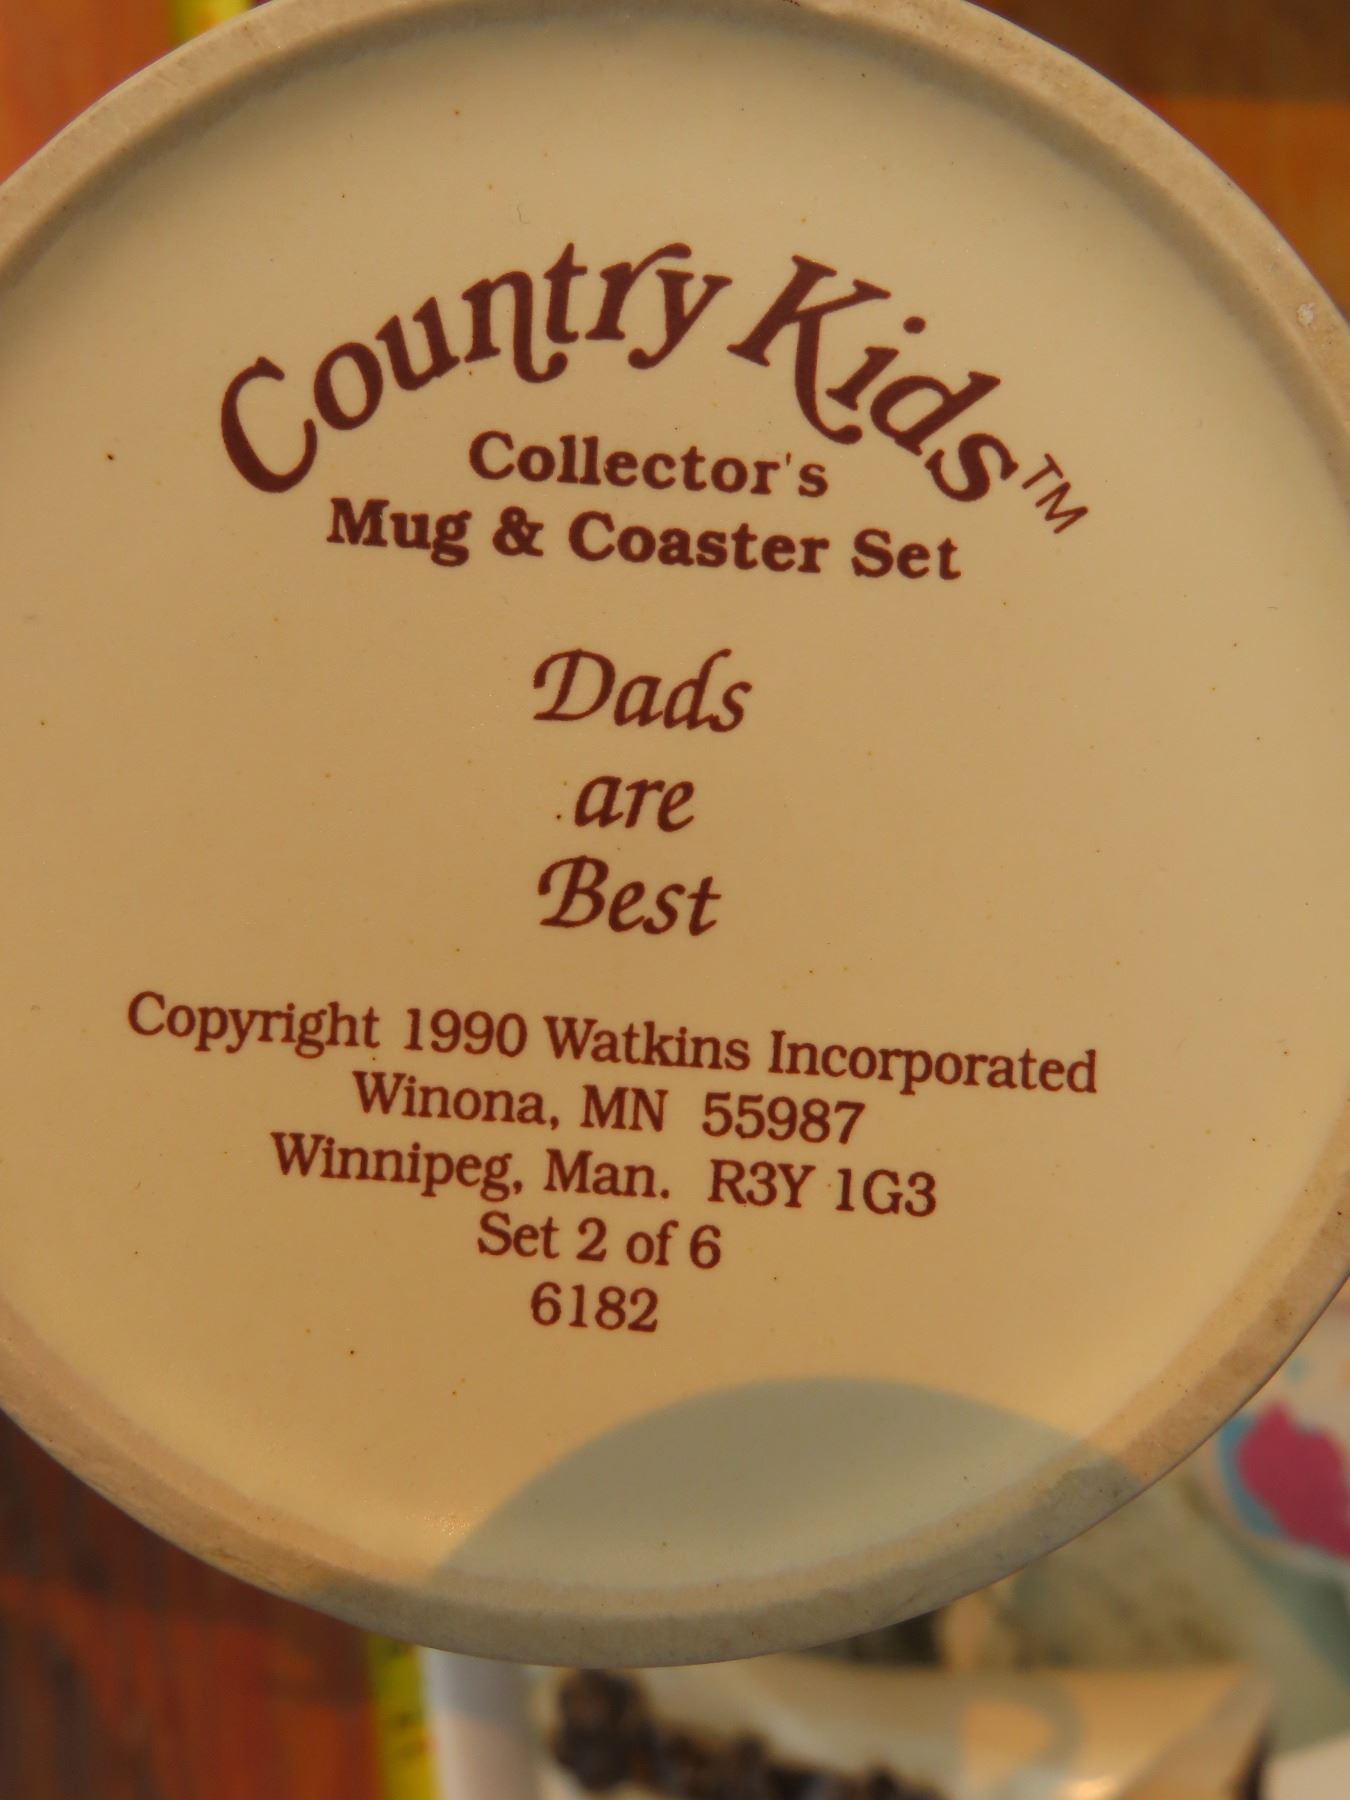 Country Kids™
Collector's
Mug & Coaster Set
Dads
are
Best
Copyright 1990 Watkins Incorporated
Winona, MN 55987
Winnipeg, Man. R3Y 1G3
Set 2 of 6
6182